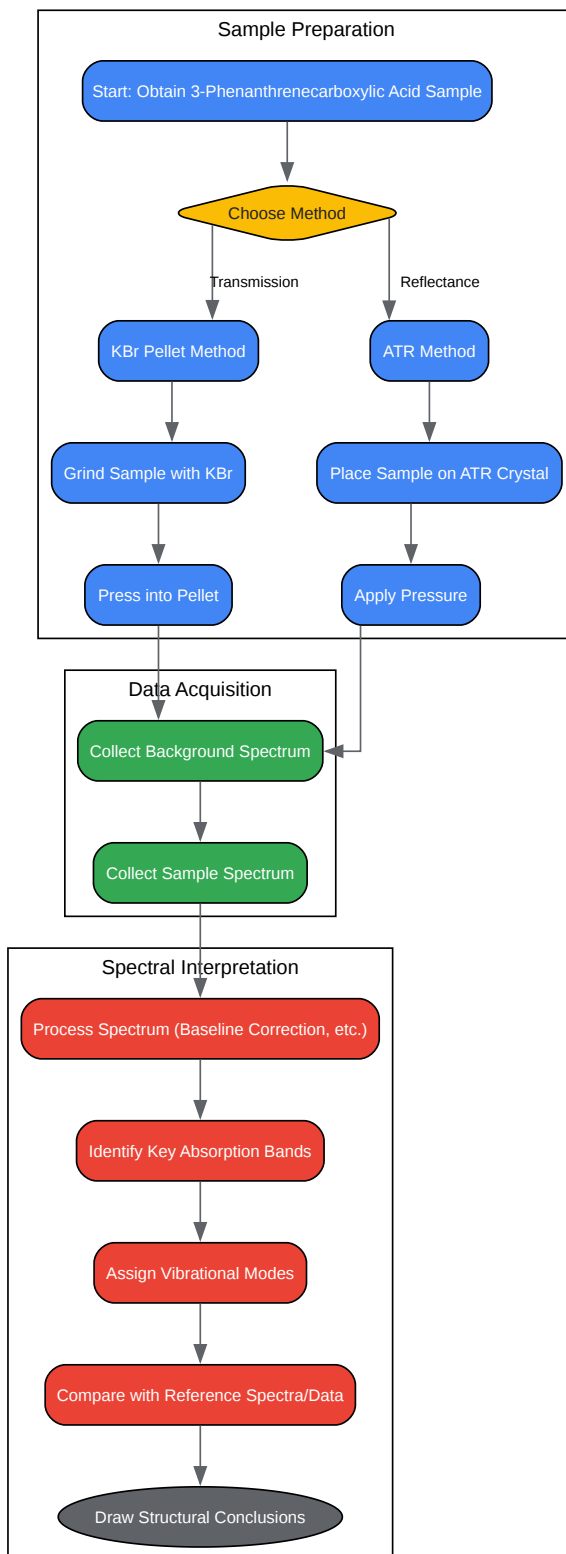 Sample Preparation
Start: Obtain 3-Phenanthrenecarboxylic Acid Sample
Choose Method
Transmission
Reflectance
KBr Pellet Method
ATR Method
Grind Sample with KBr
Place Sample on ATR Crystal
Press into Pellet
Apply Pressure
Data Acquisition
Collect Background Spectrum
Collect Sample Spectrum
Spectral Interpretation
Process Spectrum (Baseline Correction, etc.)
Identify Key Absorption Bands
Assign Vibrational Modes
Compare with Reference Spectra/Data
Draw Structural Conclusions